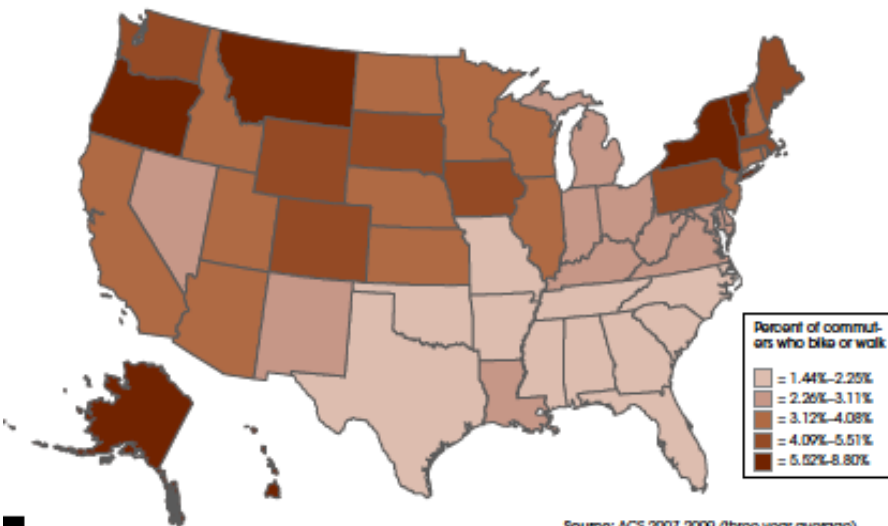 Percent of commut-
ers who bike or walk
= 1.44%–2.25%
= 2.26%–3.11%
= 3.12%–4.08%
= 4.09%–5.51%
= 5.52%-8.80%
Source: ACS 2007-2009 (three year average)